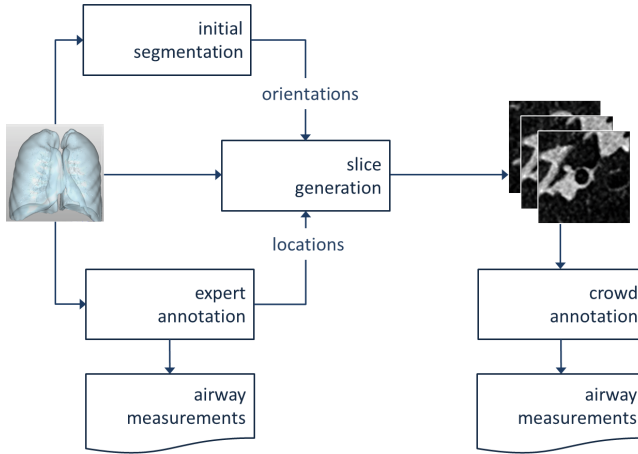 initial
segmentation
orientations
slice
generation
locations
expert
annotation
crowd
annotation
airway
measurements
airway
measurements